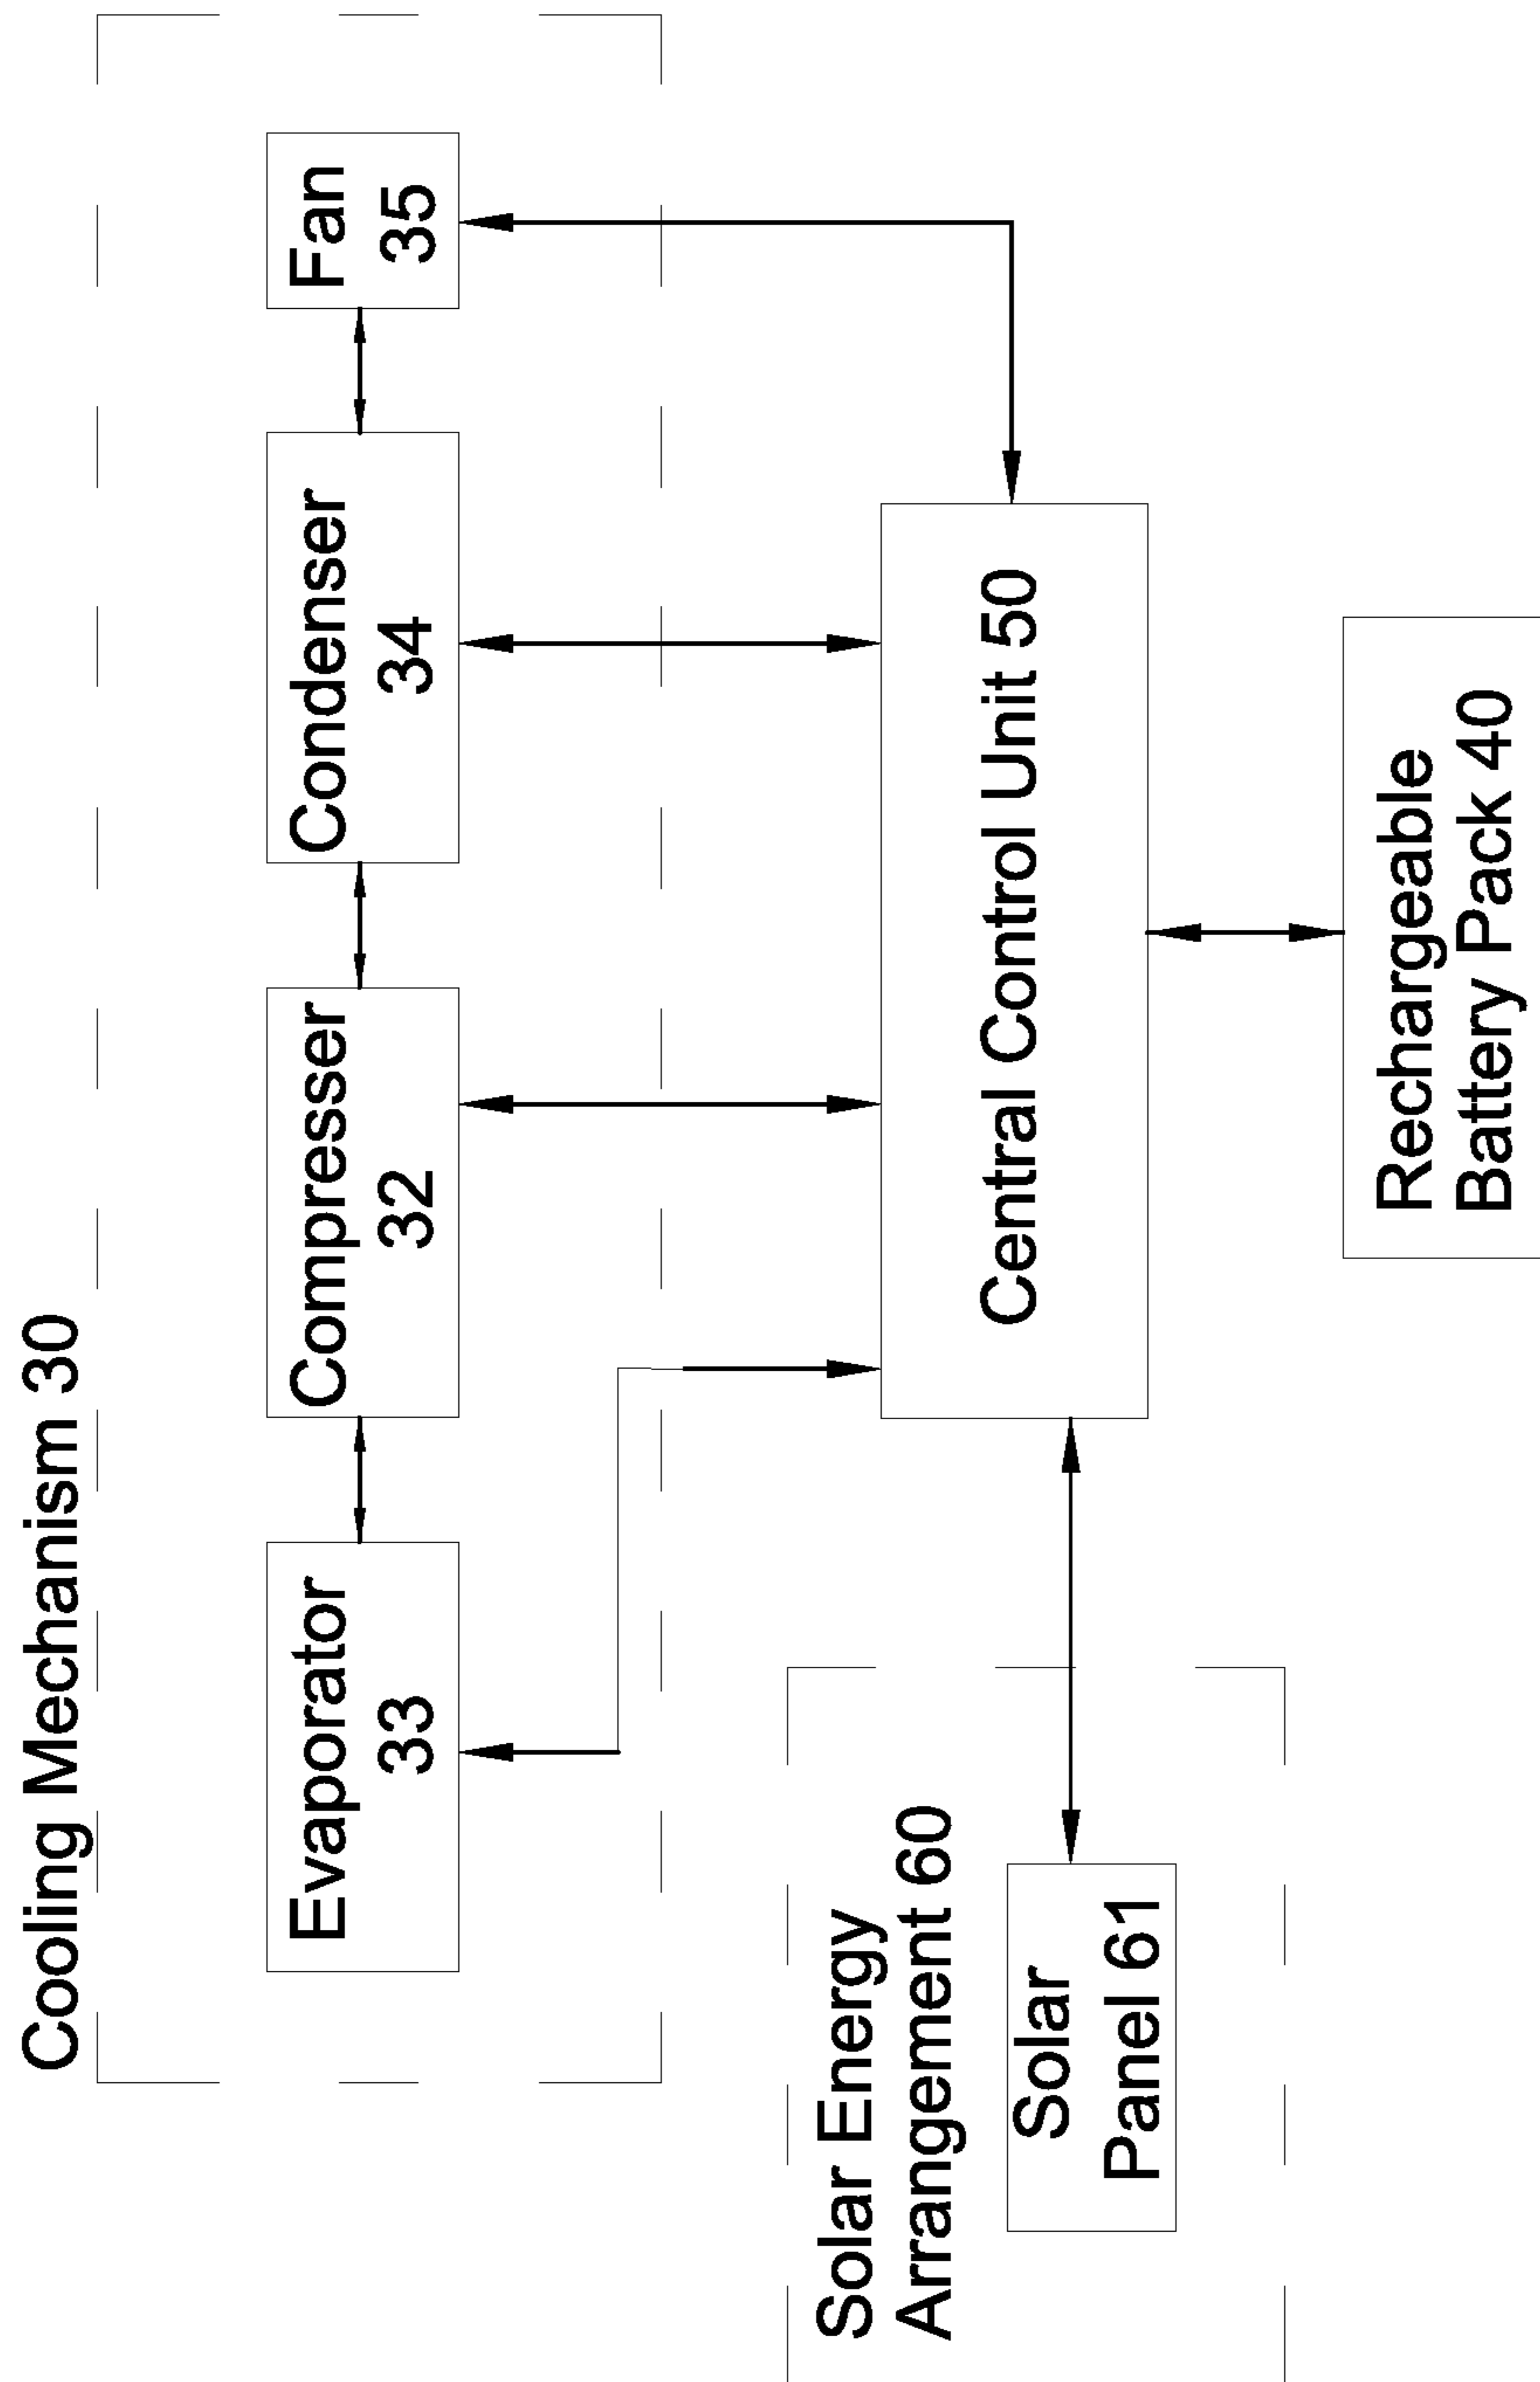 Cooling Mechanism 30
Evaporator
33
Compresser
32
Condenser
34
Fan
35
Solar Energy
Arrangement 60
Solar
Panel 61
Central Control Unit 50
Rechargeable
Battery Pack 40